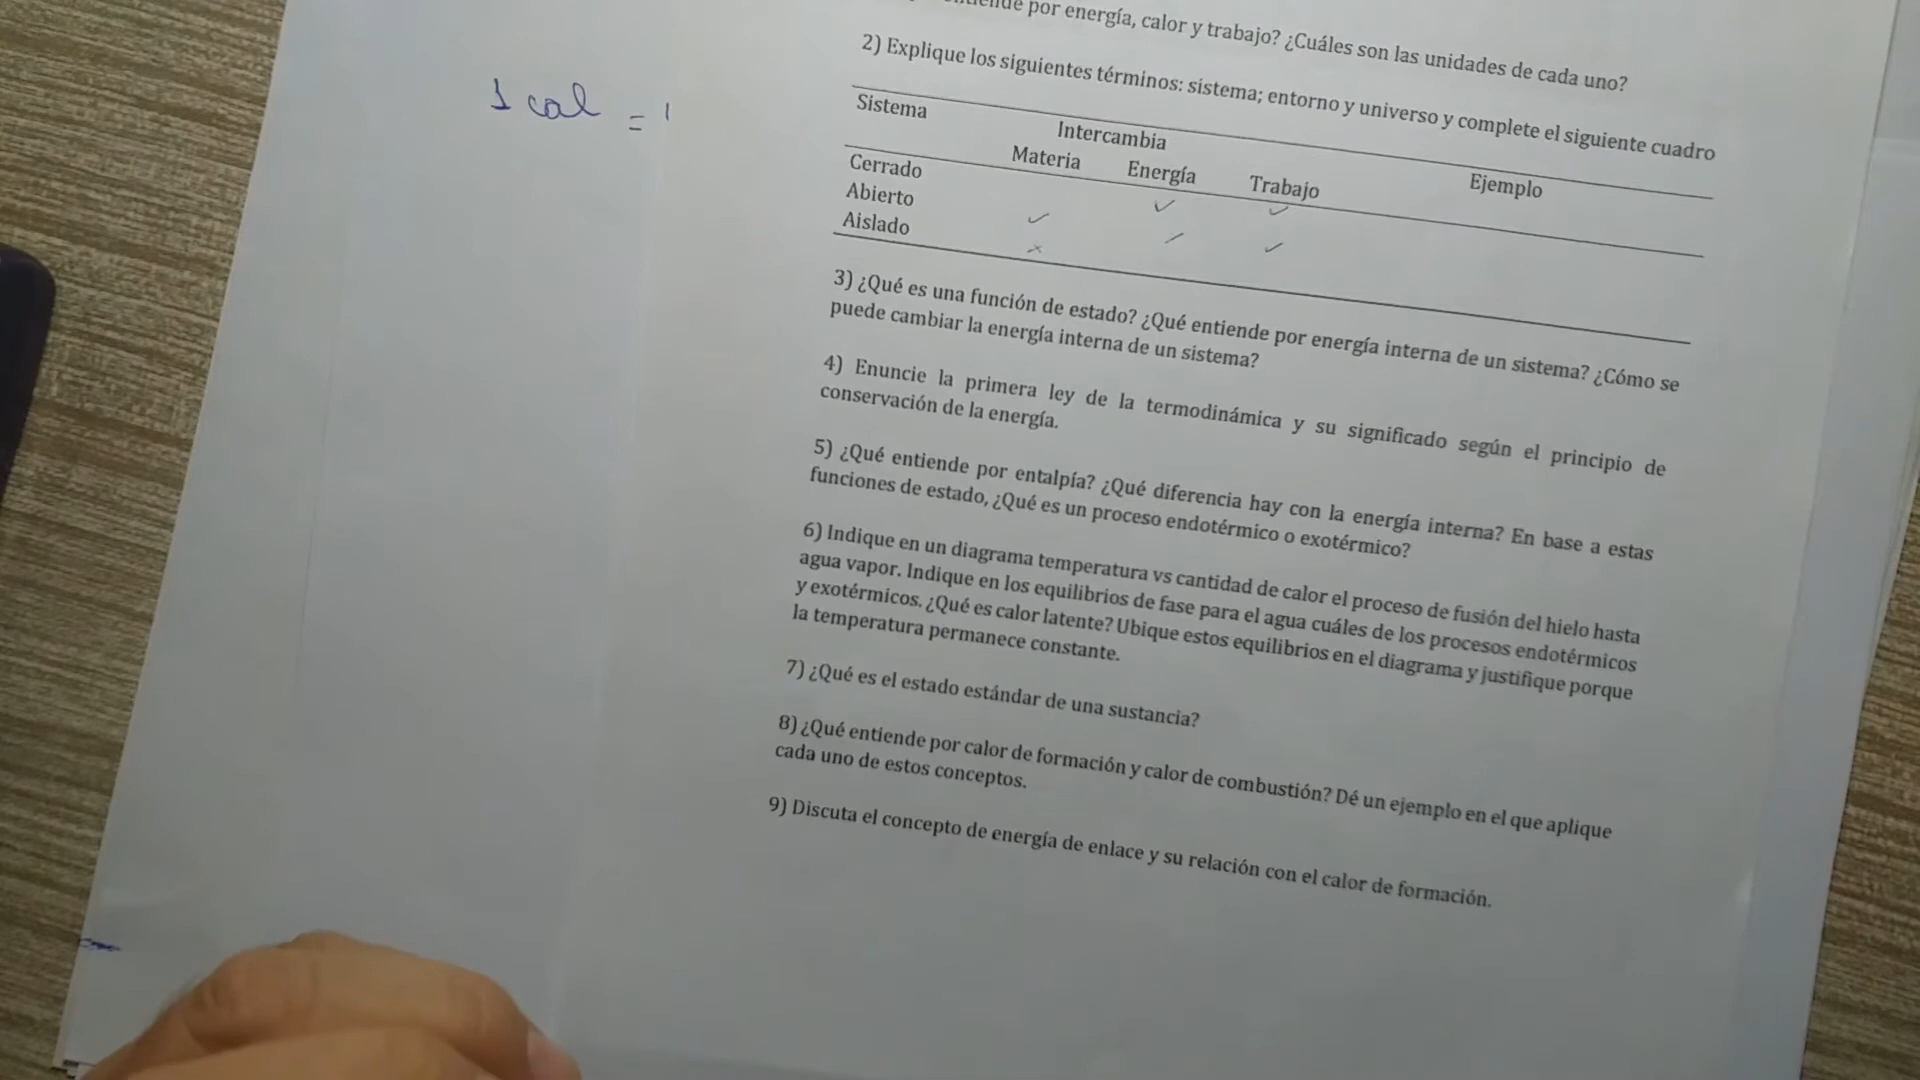 por energía, calor y trabajo? ¿Cuáles son las unidades de cada uno?
2) Explique los siguientes términos: sistema; entorno y universo y complete el siguiente cuadro
1 cal =
Sistema Intercambia Ejemplo
Materia Energía Trabajo
Cerrado ✓ ✓
Abierto ✓ ✓ ✓
Aislado ×
3) ¿Qué es una función de estado? ¿Qué entiende por energía interna de un sistema? ¿Cómo se
puede cambiar la energía interna de un sistema?
4) Enuncie la primera ley de la termodinámica y su significado según el principio de
conservación de la energía.
5) ¿Qué entiende por entalpía? ¿Qué diferencia hay con la energía interna? En base a estas
funciones de estado, ¿Qué es un proceso endotérmico o exotérmico?
6) Indique en un diagrama temperatura vs cantidad de calor el proceso de fusión del hielo hasta
agua vapor. Indique en los equilibrios de fase para el agua cuáles de los procesos endotérmicos
y exotérmicos. ¿Qué es calor latente? Ubique estos equilibrios en el diagrama y justifique porque
la temperatura permanece constante.
7) ¿Qué es el estado estándar de una sustancia?
8) ¿Qué entiende por calor de formación y calor de combustión? Dé un ejemplo en el que aplique
cada uno de estos conceptos.
9) Discuta el concepto de energía de enlace y su relación con el calor de formación.